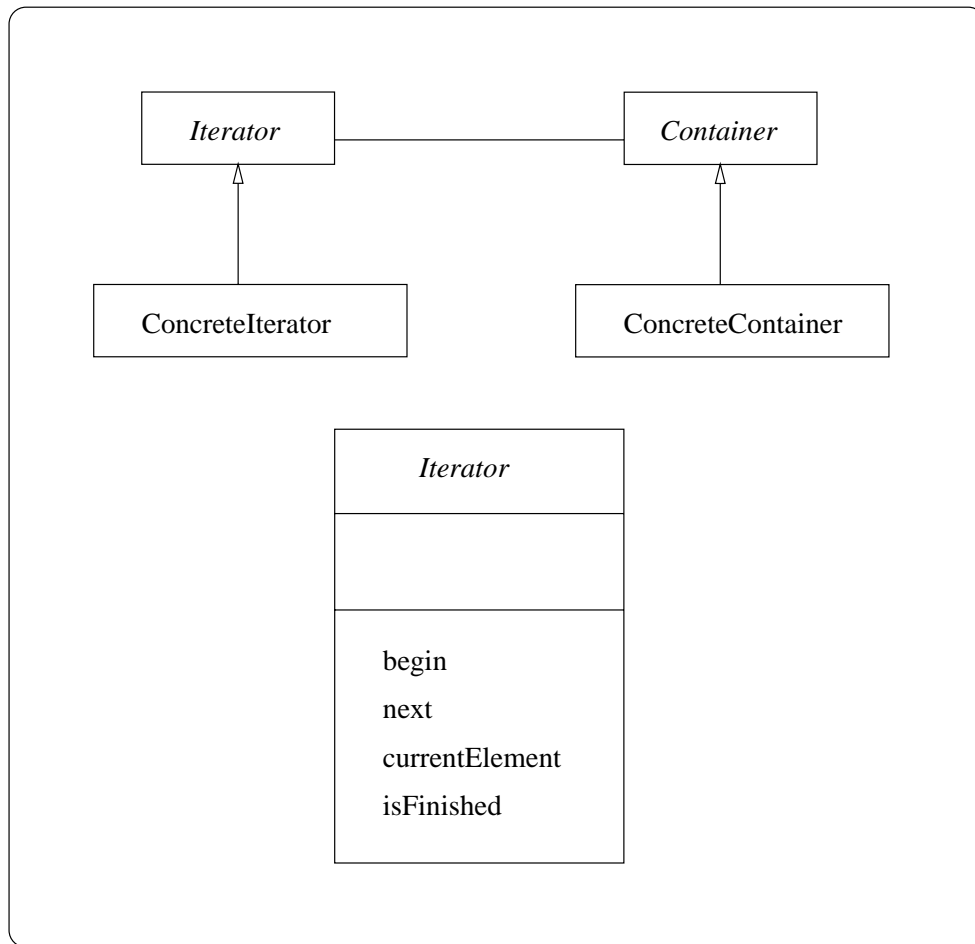 Iterator
Container
ConcreteIterator
ConcreteContainer
Iterator
begin
next
currentElement
isFinished